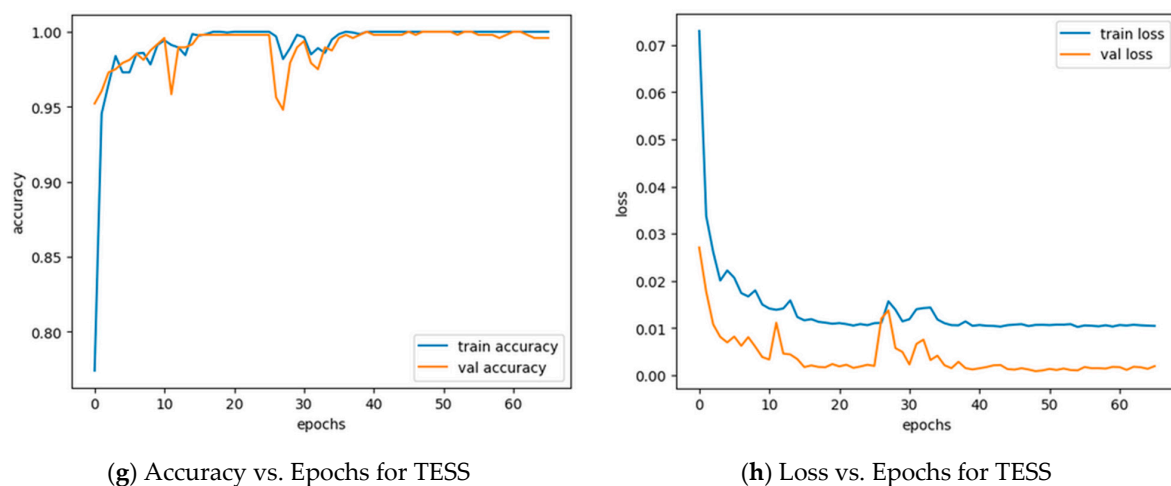 1.00
0.95
0.90
0.85
0.80
accuracy
train accuracy
val accuracy
0 10 20 30 40 50 60
epochs
(g) Accuracy vs. Epochs for TESS
0.07
0.06
0.05
0.04
0.03
0.02
0.01
0.00
loss
train loss
val loss
0 10 20 30 40 50 60
epochs
(h) Loss vs. Epochs for TESS